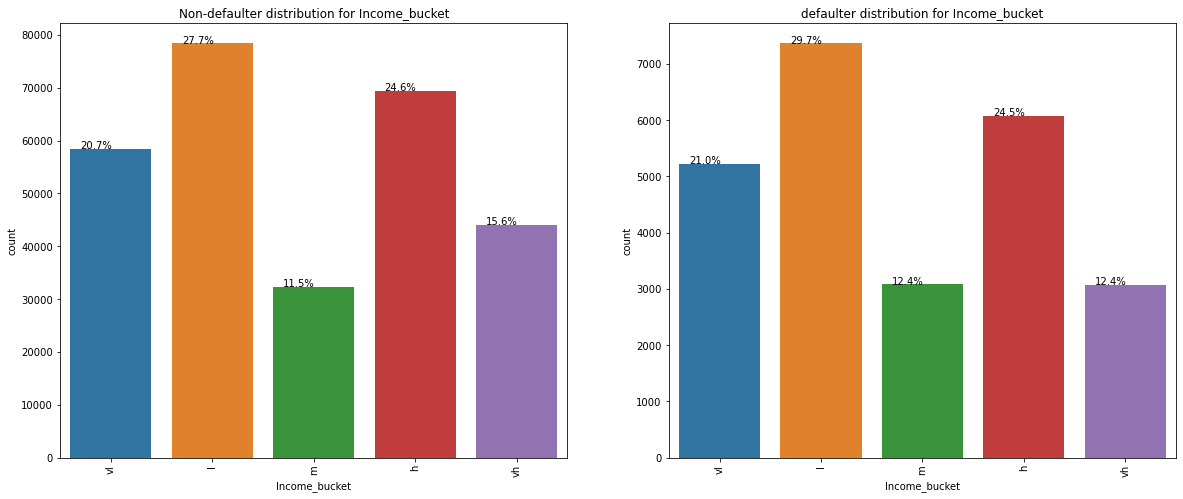 Non-defaulter distribution for Income_bucket
80000
70000
60000
50000
40000
30000
20000
10000
0
count
20.7%
27.7%
11.5%
24.6%
15.6%
vl
l
m
h
vh
Income_bucket
defaulter distribution for Income_bucket
7000
6000
5000
4000
3000
2000
1000
0
count
21.0%
29.7%
12.4%
24.5%
12.4%
vl
l
m
h
vh
Income_bucket